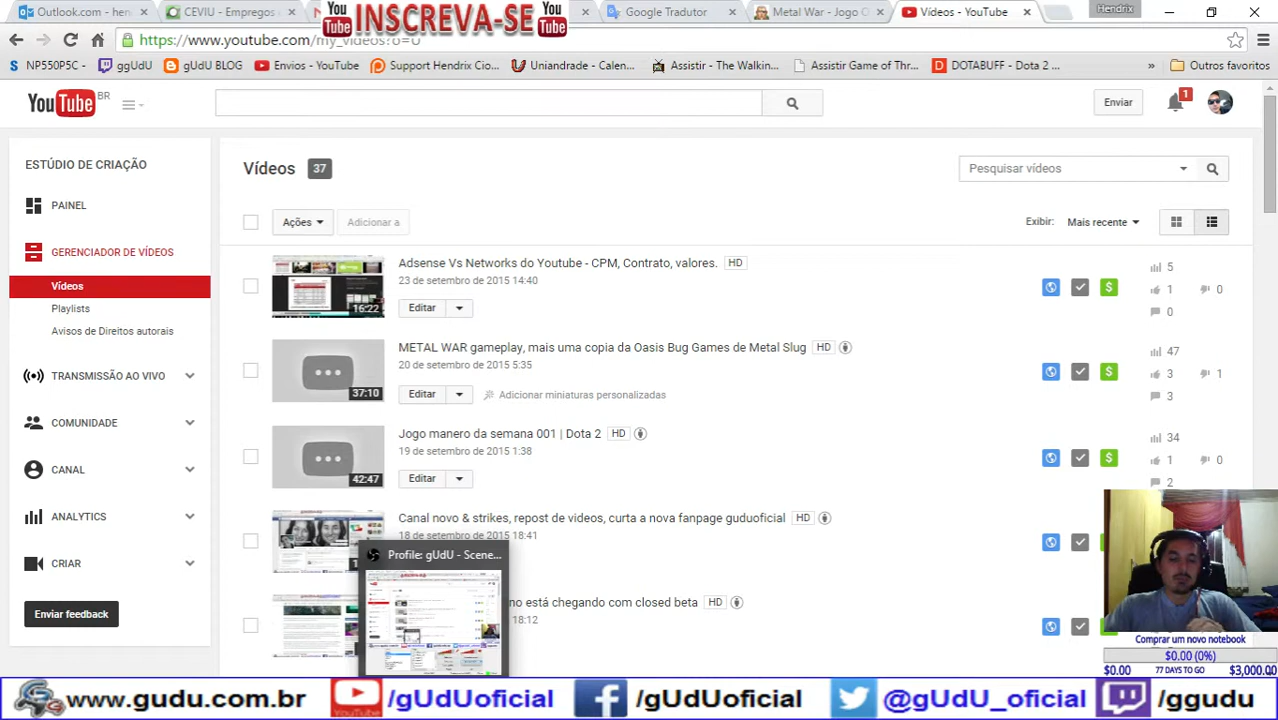 Outlook.com - hen
CEVIU - Empregos
You Tube INSCREVA-SE You Tube
Google Tradutor
Metal War - Jogo O
Vídeos - YouTube
Hendrix
https://www.youtube.com/my_videos?o=U
NP550P5C -
ggUdU
gUdU BLOG
Envios - YouTube
Support Hendrix Cio...
Uniandrade - Calen...
Assistir - The Walkin...
Assistir Game of Thr...
DOTABUFF - Dota 2 ...
»
Outros favoritos
You Tube BR
Enviar
1
ESTÚDIO DE CRIAÇÃO
PAINEL
GERENCIADOR DE VÍDEOS
Vídeos
Playlists
Avisos de Direitos autorais
TRANSMISSÃO AO VIVO
COMUNIDADE
CANAL
ANALYTICS
CRIAR
Enviar feedback
Vídeos 37
Pesquisar vídeos
Ações
Adicionar a
Exibir: Mais recente
Adsense Vs Networks do Youtube - CPM, Contrato, valores. HD
23 de setembro de 2015 14:40
16:22
Editar
5
1 0
0
METAL WAR gameplay, mais uma copia da Oasis Bug Games de Metal Slug HD
20 de setembro de 2015 5:35
37:10
Editar
Adicionar miniaturas personalizadas
47
3 1
3
Jogo manero da semana 001 | Dota 2 HD
19 de setembro de 2015 1:38
42:47
Editar
34
1 0
2
Canal novo & strikes, repost de videos, curta a nova fanpage guduoficial HD
18 de setembro de 2015 18:41
Profile: gUdU - Scene...
no está chegando com closed beta HD
18:12
Comprar um novo notebook
$0.00 (0%)
$0.00 77 DAYS TO GO $3,000.00
www.gudu.com.br
YouTube /gUdUoficial
/gUdUoficial
@gUdU_oficial
/ggudu